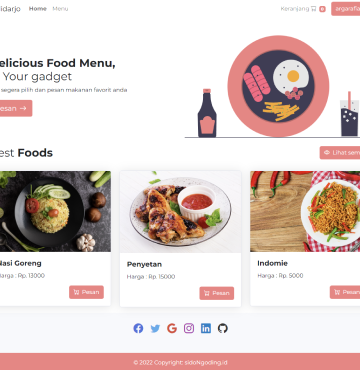 idarjo Home Menu Keranjang 0 argarafia
elicious Food Menu,
Your gadget
segera pilih dan pesan makanan favorit anda
esan →
est Foods
Lihat sem
Nasi Goreng
Harga : Rp. 13000
Pesan
Penyetan
Harga : Rp. 15000
Pesan
Indomie
Harga : Rp. 5000
Pesan
© 2022 Copyright: sidoNgoding.id